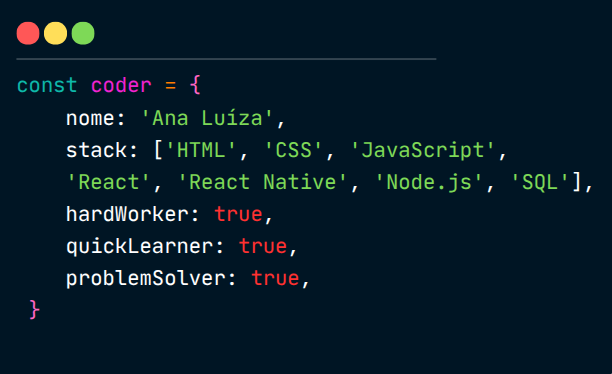 const coder = {
nome: 'Ana Luíza',
stack: ['HTML', 'CSS', 'JavaScript',
'React', 'React Native', 'Node.js', 'SQL'],
hardWorker: true,
quickLearner: true,
problemSolver: true,
}